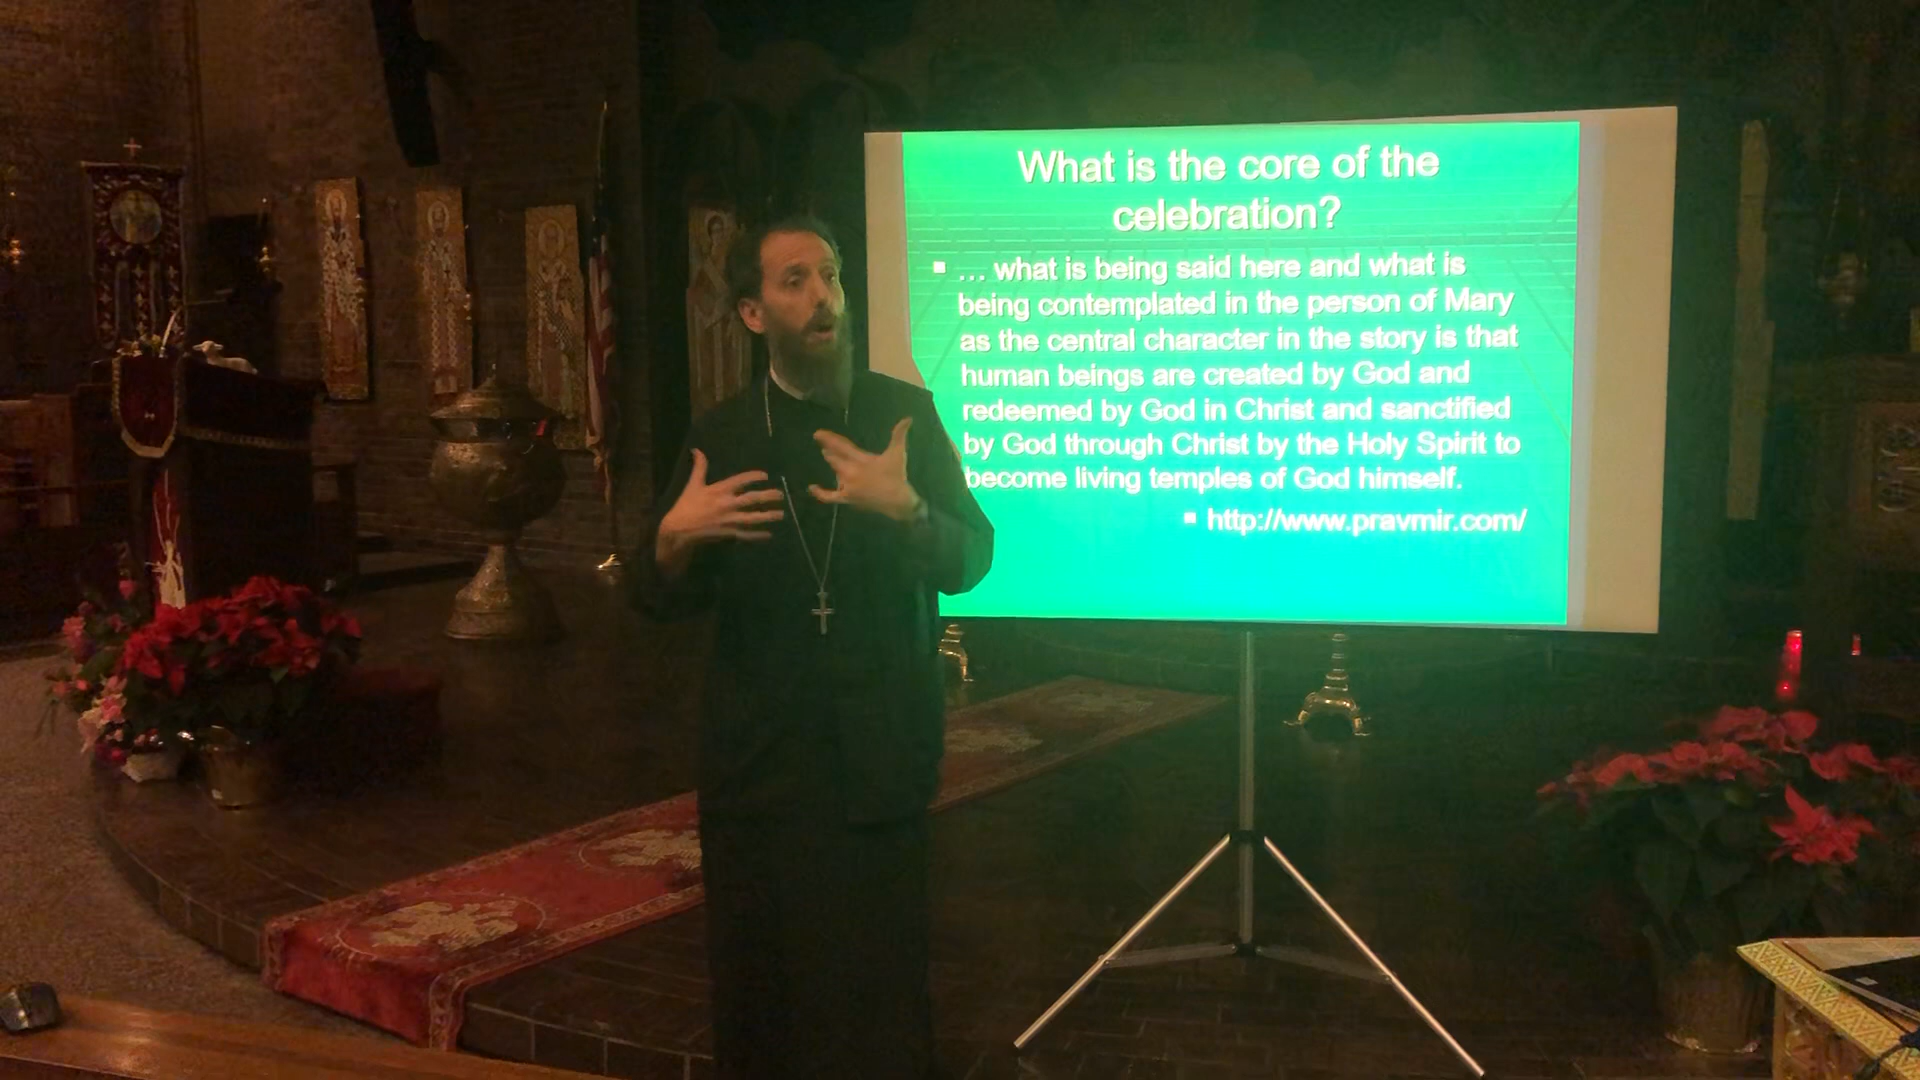 What is the core of the
celebration?
… what is being said here and what is
being contemplated in the person of Mary
as the central character in the story is that
human beings are created by God and
redeemed by God in Christ and sanctified
by God through Christ by the Holy Spirit to
become living temples of God himself.
http://www.pravmir.com/